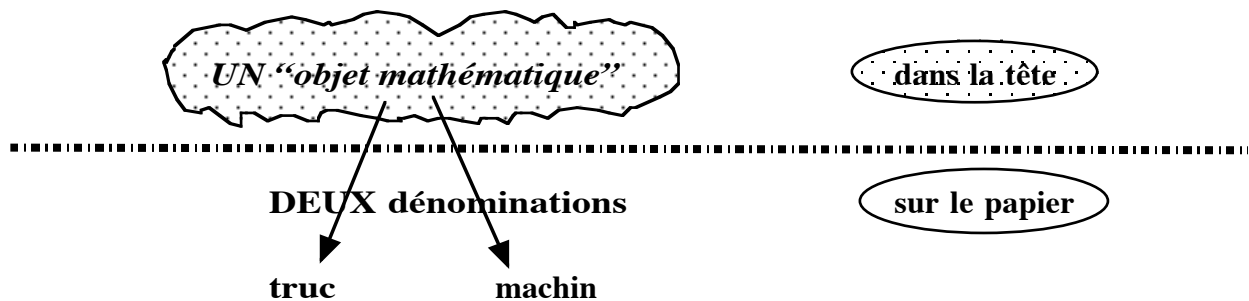 UN “objet mathématique”
dans la tête
DEUX dénominations
sur le papier
truc machin